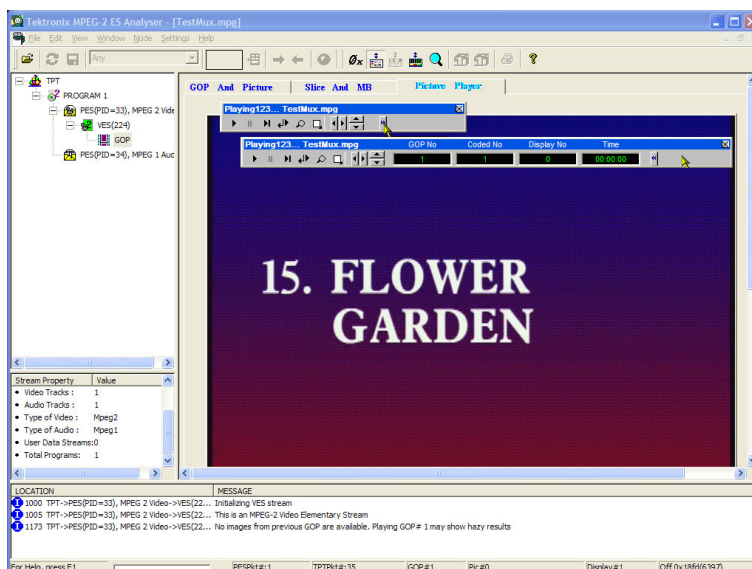 Tektronix MPEG-2 ES Analyser - [TestMux.mpg]
File Edit View Window Node Settings Help
Any
TPT
PROGRAM 1
PES(PID=33), MPEG 2 Vide
VES(224)
GOP
PES(PID=34), MPEG 1 Auc
GOP And Picture
Slice And MB
Picture Player
Playing123... TestMux.mpg
Playing123... TestMux.mpg GOP No Coded No Display No Time
1 1 0 00:00:00
15. FLOWER
GARDEN
Stream Property Value
Video Tracks : 1
Audio Tracks : 1
Type of Video : Mpeg2
Type of Audio : Mpeg1
User Data Streams:0
Total Programs: 1
LOCATION MESSAGE
1000 TPT->PES(PID=33), MPEG 2 Video->VES(22... Initializing VES stream
1005 TPT->PES(PID=33), MPEG 2 Video->VES(22... This is an MPEG-2 Video Elementary Stream
1173 TPT->PES(PID=33), MPEG 2 Video->VES(22... No images from previous GOP are available. Playing GOP# 1 may show hazy results
For Help, press F1 PESPkt#:1 TPTPkt#:35 GOP#1 Pic#0 Display#1 Off 0x18fd(6397)